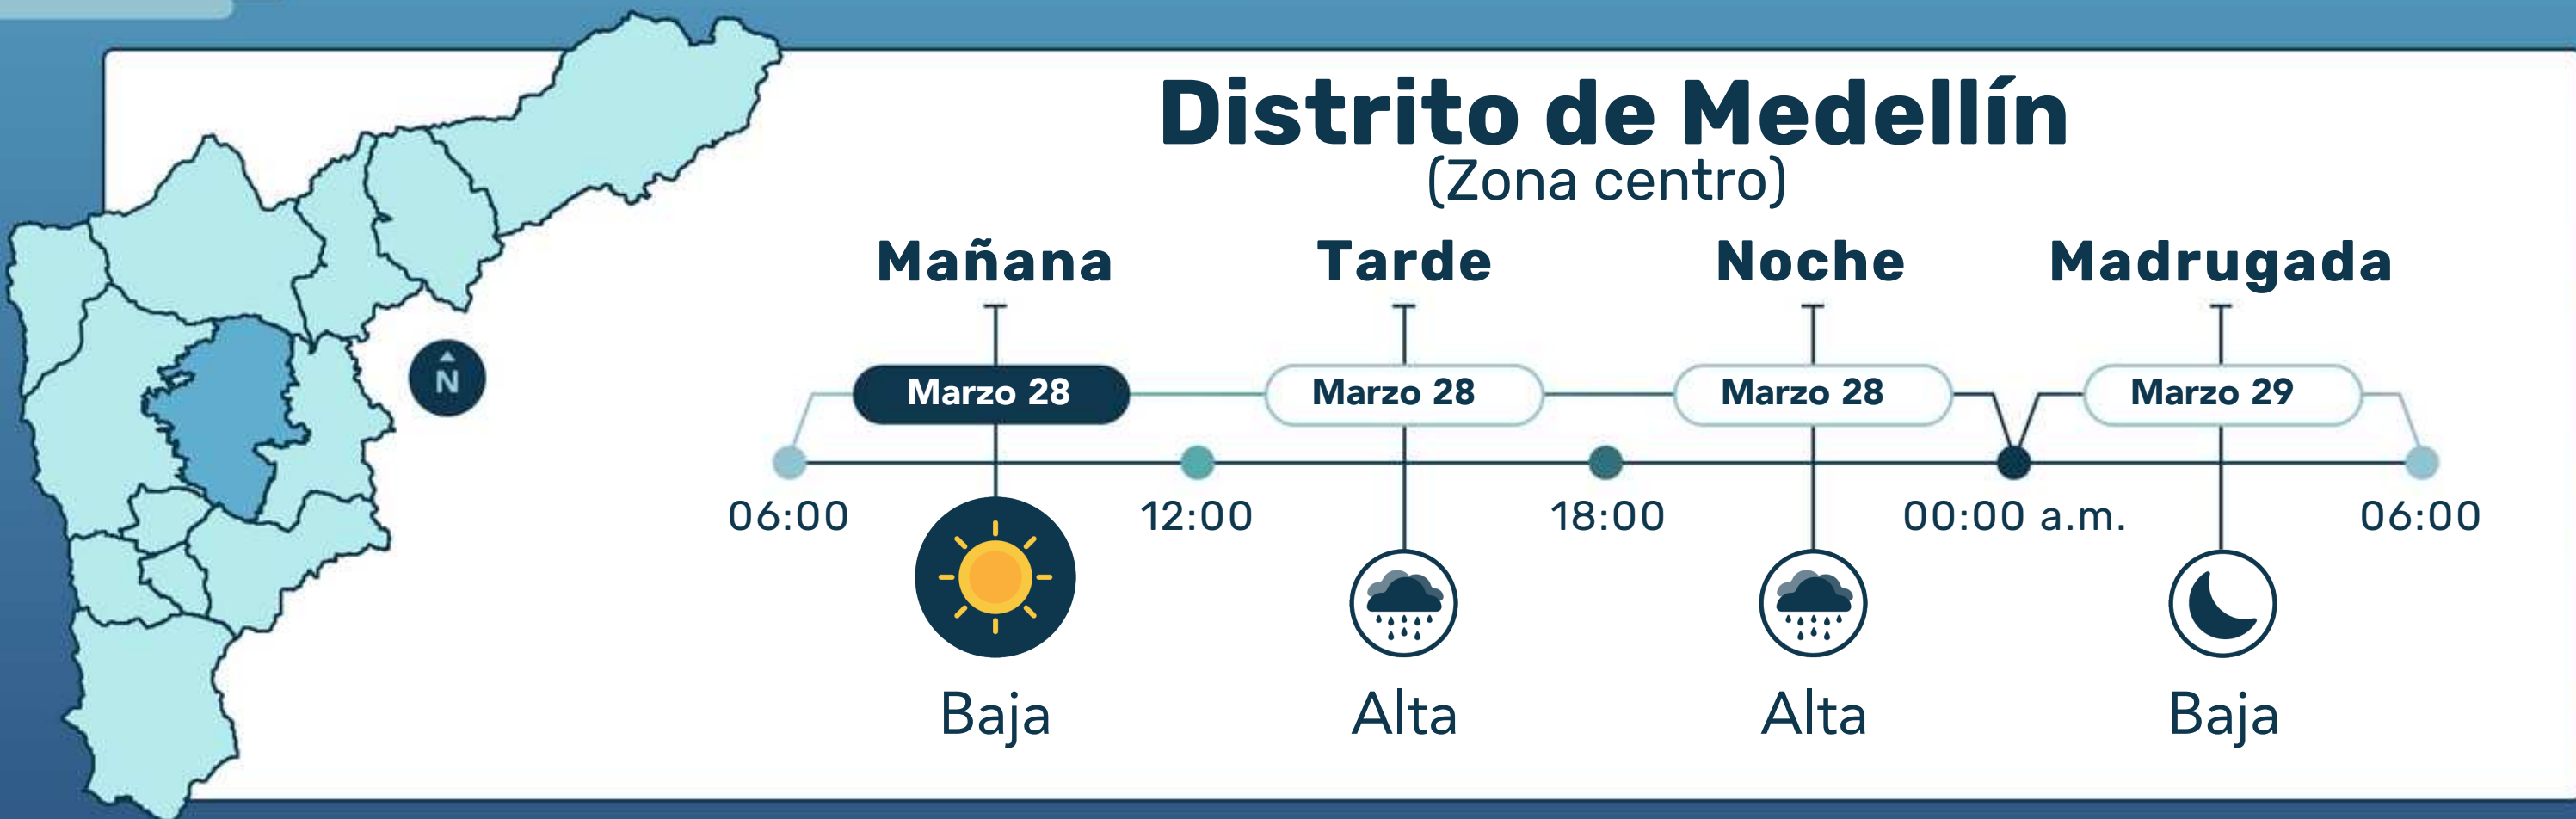 Distrito de Medellín
(Zona centro)
Mañana Tarde Noche Madrugada
Marzo 28 Marzo 28 Marzo 28 Marzo 29
N
06:00 12:00 18:00 00:00 a.m. 06:00
Baja Alta Alta Baja